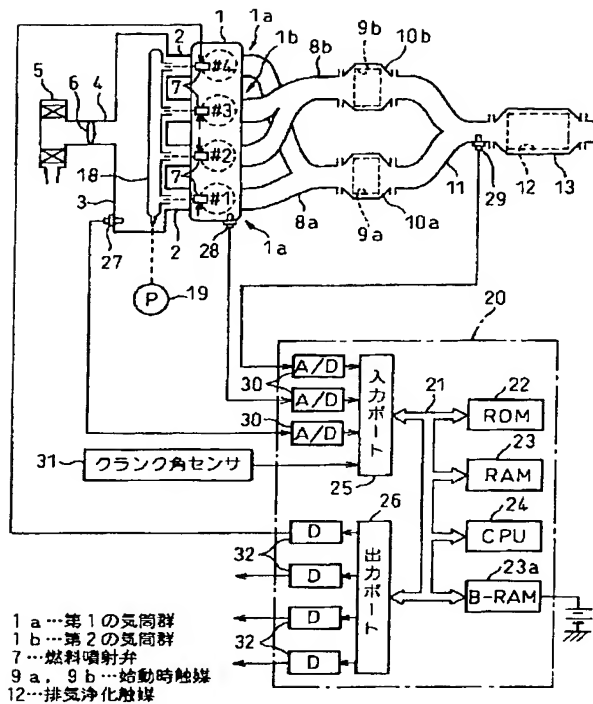 1a
2
1
1a
1b
8b
9b
10b
5
6
4
7
#4
#3
18
#2
12
13
7
11
29
#1
3
8a
9a
10a
27
2
28
1a
P
19
20
A/D
30
A/D
30
A/D
入力ポート
21
22
ROM
23
RAM
31
クランク角センサ
25
24
CPU
26
23a
B-RAM
D
32
D
出力ポート
D
32
D
1a…第1の気筒群
1b…第2の気筒群
7…燃料噴射弁
9a,9b…始動時触媒
12…排気浄化触媒